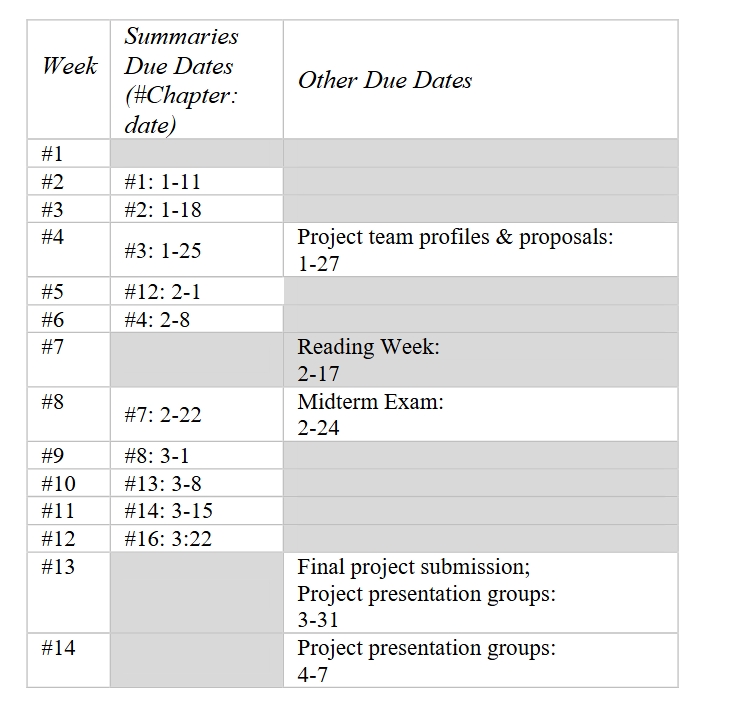 Week
Summaries
Due Dates
(#Chapter:
date)
Other Due Dates
#1
#2
#1: 1-11
#3
#2: 1-18
#4
#3: 1-25
Project team profiles & proposals:
1-27
#5
#12: 2-1
#6
#4: 2-8
#7
Reading Week:
2-17
#8
#7: 2-22
Midterm Exam:
2-24
#9
#8: 3-1
#10
#13: 3-8
#11
#14: 3-15
#12
#16: 3:22
#13
Final project submission;
Project presentation groups:
3-31
#14
Project presentation groups:
4-7